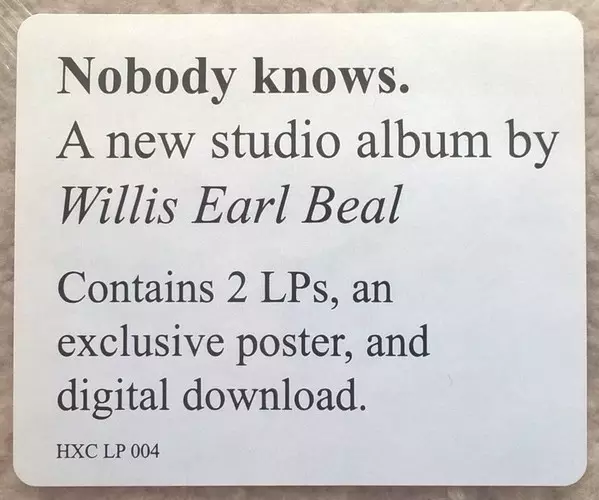 Nobody knows.
A new studio album by
Willis Earl Beal
Contains 2 LPs, an
exclusive poster, and
digital download.
HXC LP 004